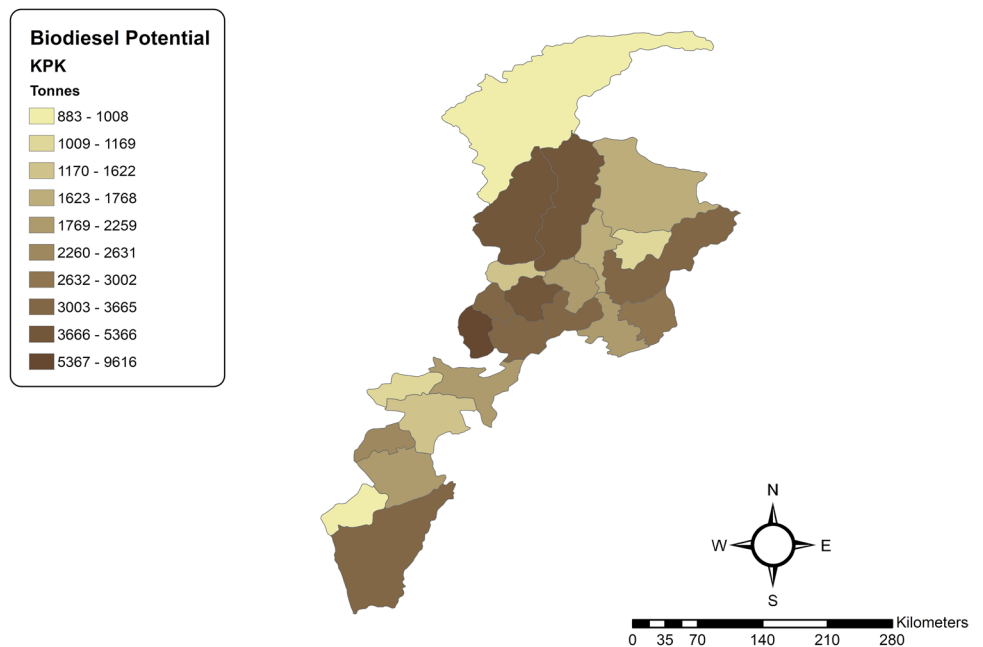 Biodiesel Potential
KPK
Tonnes
883 - 1008
1009 - 1169
1170 - 1622
1623 - 1768
1769 - 2259
2260 - 2631
2632 - 3002
3003 - 3665
3666 - 5366
5367 - 9616
N
W E
S
Kilometers
0 35 70 140 210 280